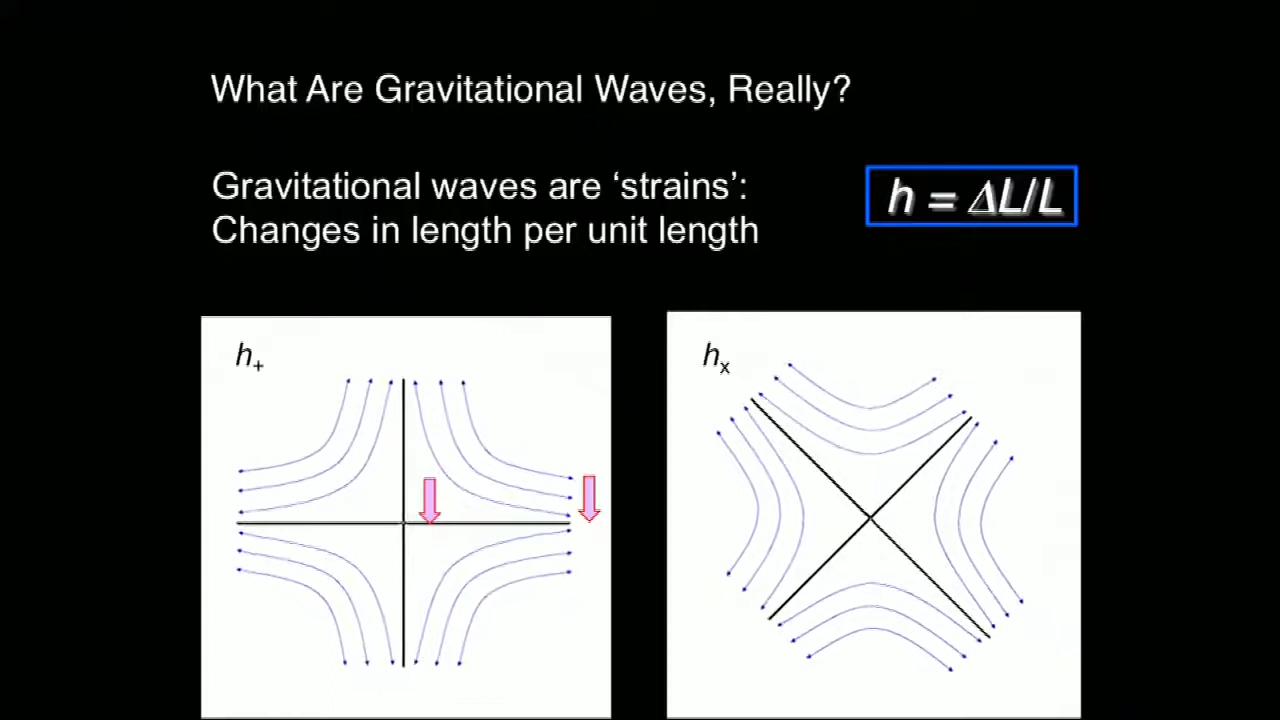 What Are Gravitational Waves, Really?
Gravitational waves are ‘strains’:
Changes in length per unit length
h = ΔL/L
h+
hx